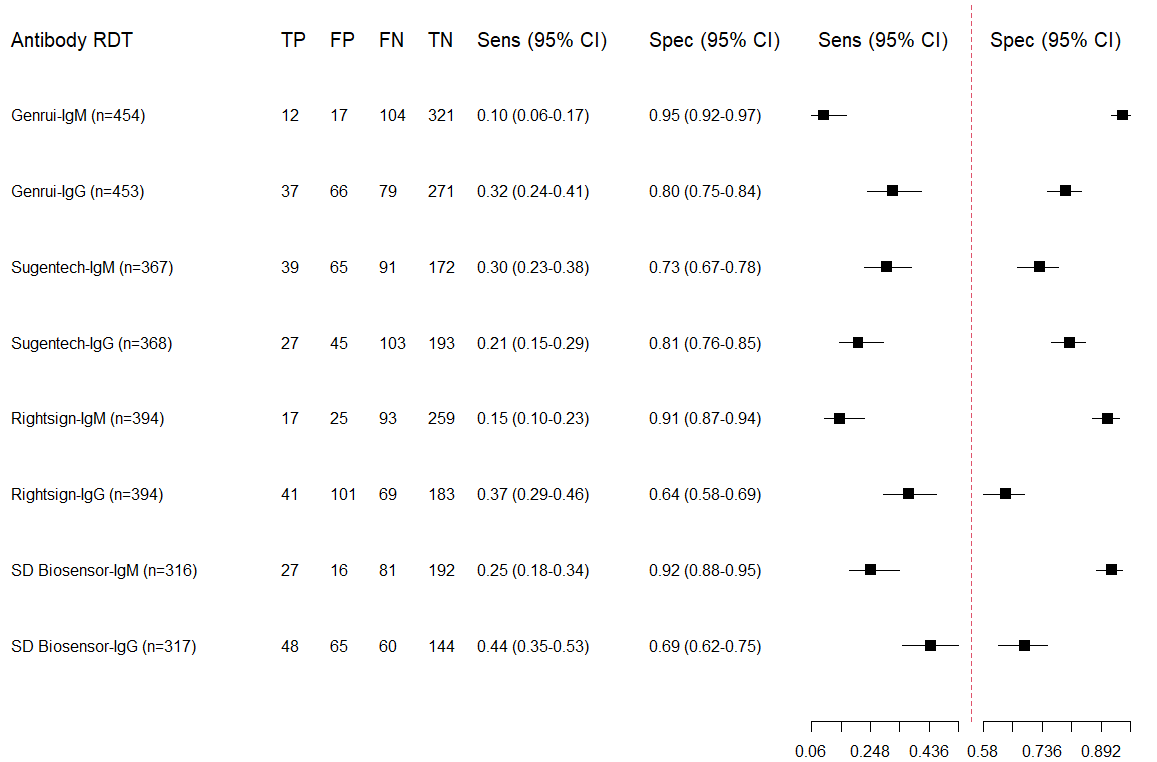 Antibody RDT TP FP FN TN Sens (95% CI) Spec (95% CI) Sens (95% CI) Spec (95% CI)
Genrui-IgM (n=454) 12 17 104 321 0.10 (0.06-0.17) 0.95 (0.92-0.97)
Genrui-IgG (n=453) 37 66 79 271 0.32 (0.24-0.41) 0.80 (0.75-0.84)
Sugentech-IgM (n=367) 39 65 91 172 0.30 (0.23-0.38) 0.73 (0.67-0.78)
Sugentech-IgG (n=368) 27 45 103 193 0.21 (0.15-0.29) 0.81 (0.76-0.85)
Rightsign-IgM (n=394) 17 25 93 259 0.15 (0.10-0.23) 0.91 (0.87-0.94)
Rightsign-IgG (n=394) 41 101 69 183 0.37 (0.29-0.46) 0.64 (0.58-0.69)
SD Biosensor-IgM (n=316) 27 16 81 192 0.25 (0.18-0.34) 0.92 (0.88-0.95)
SD Biosensor-IgG (n=317) 48 65 60 144 0.44 (0.35-0.53) 0.69 (0.62-0.75)
0.06 0.248 0.436 0.58 0.736 0.892